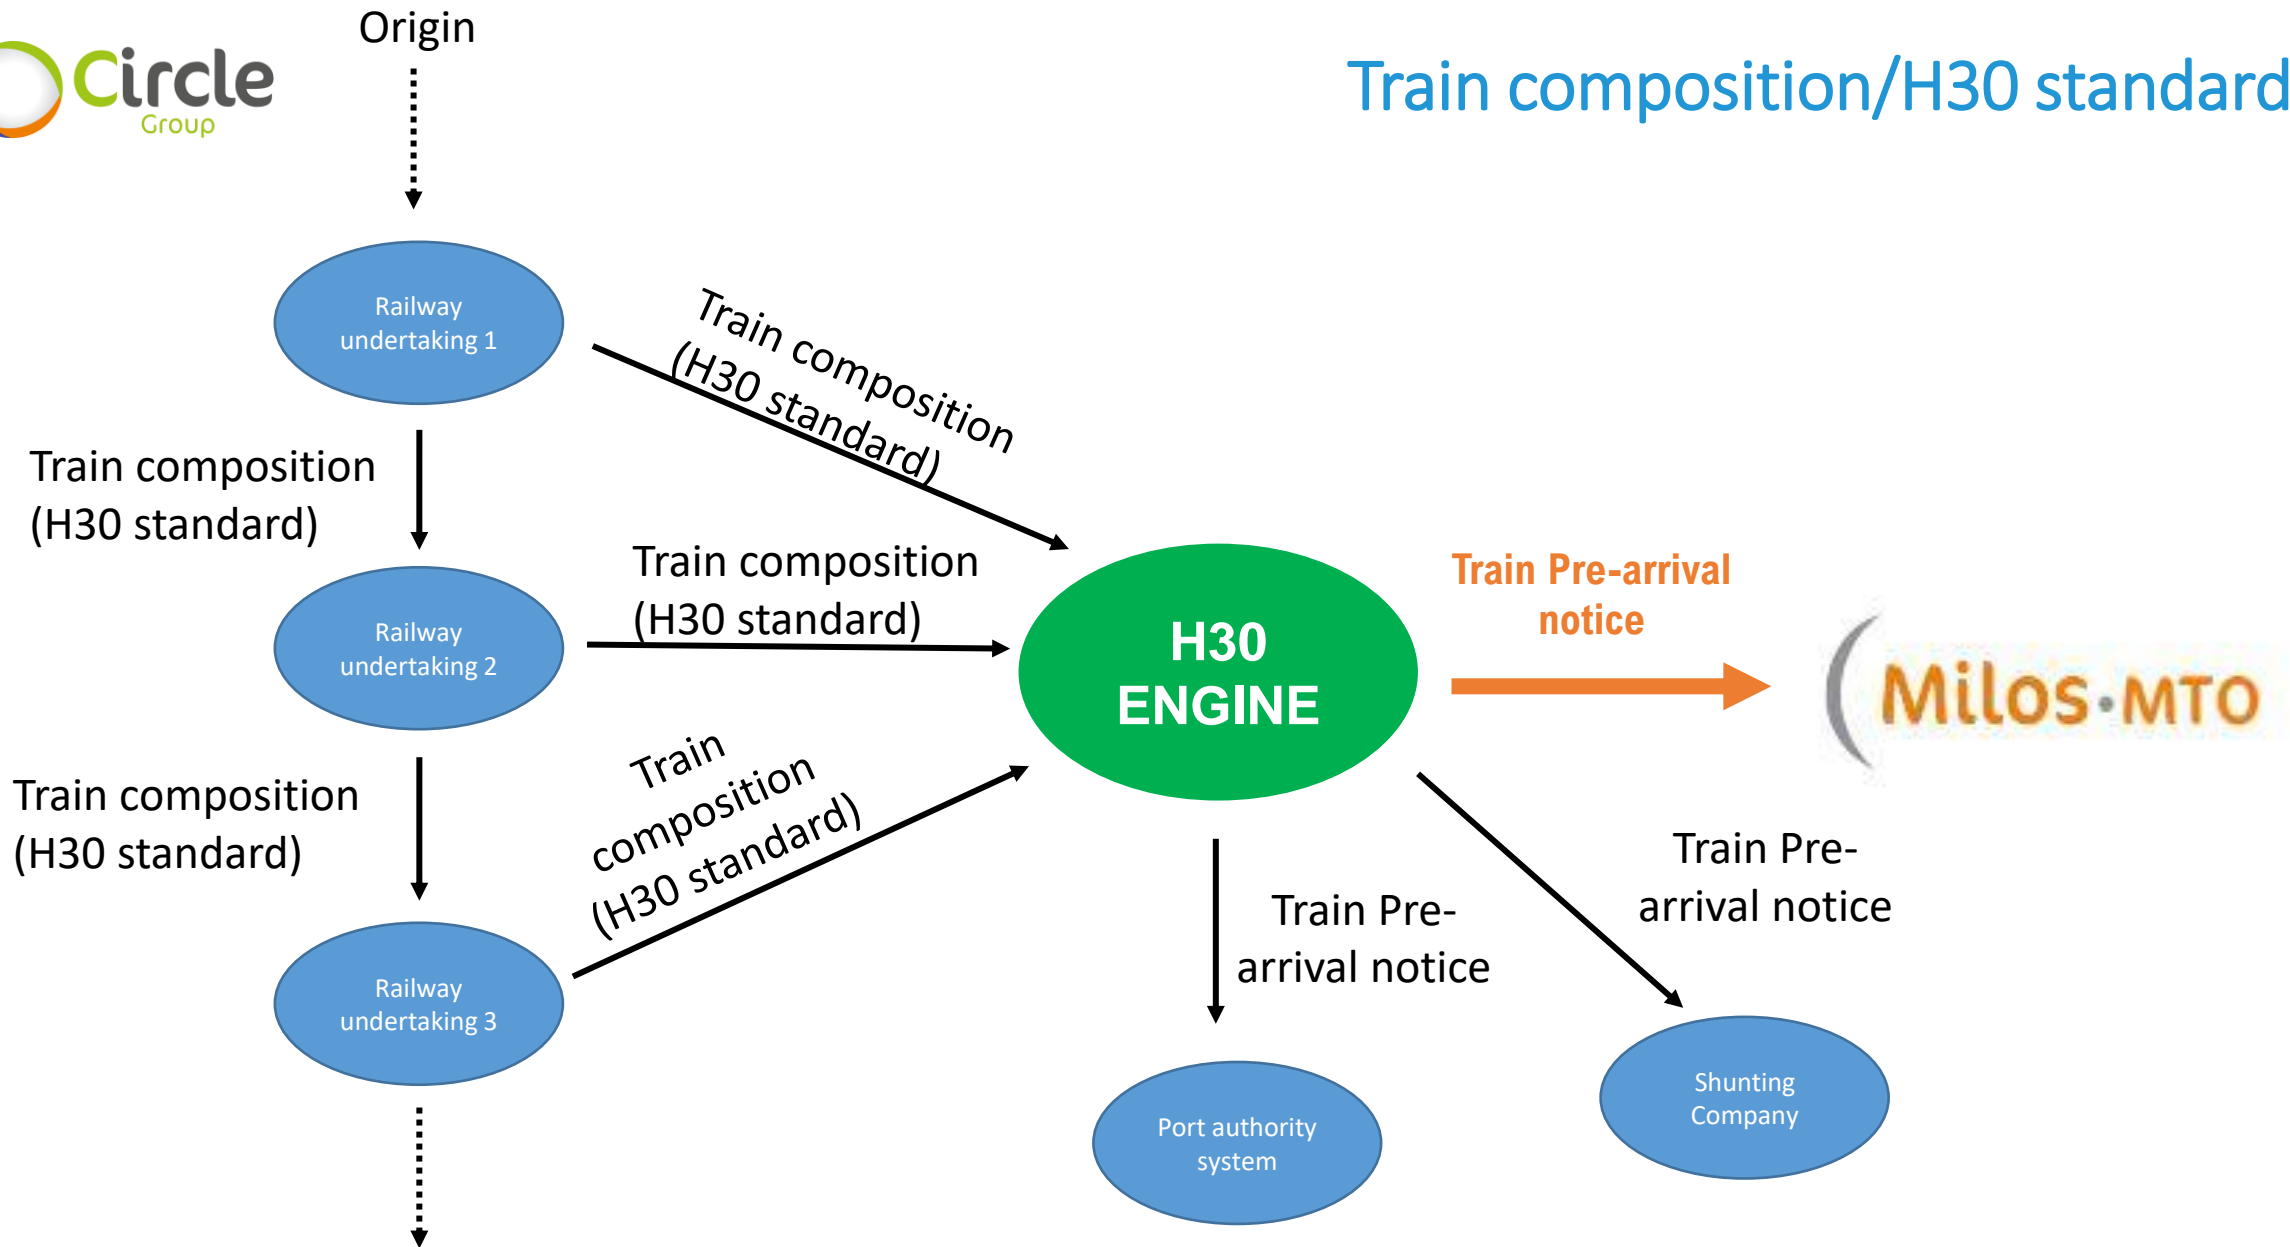 Origin
Circle
Group
Train composition/H30 standard
Railway
undertaking 1
Train composition
(H30 standard)
Train composition
(H30 standard)
Train composition
(H30 standard)
Railway
undertaking 2
H30
ENGINE
Train Pre-arrival
notice
Milos·MTO
Train composition
(H30 standard)
Train
composition
(H30 standard)
Train Pre-
arrival notice
Train Pre-
arrival notice
Railway
undertaking 3
Port authority
system
Shunting
Company